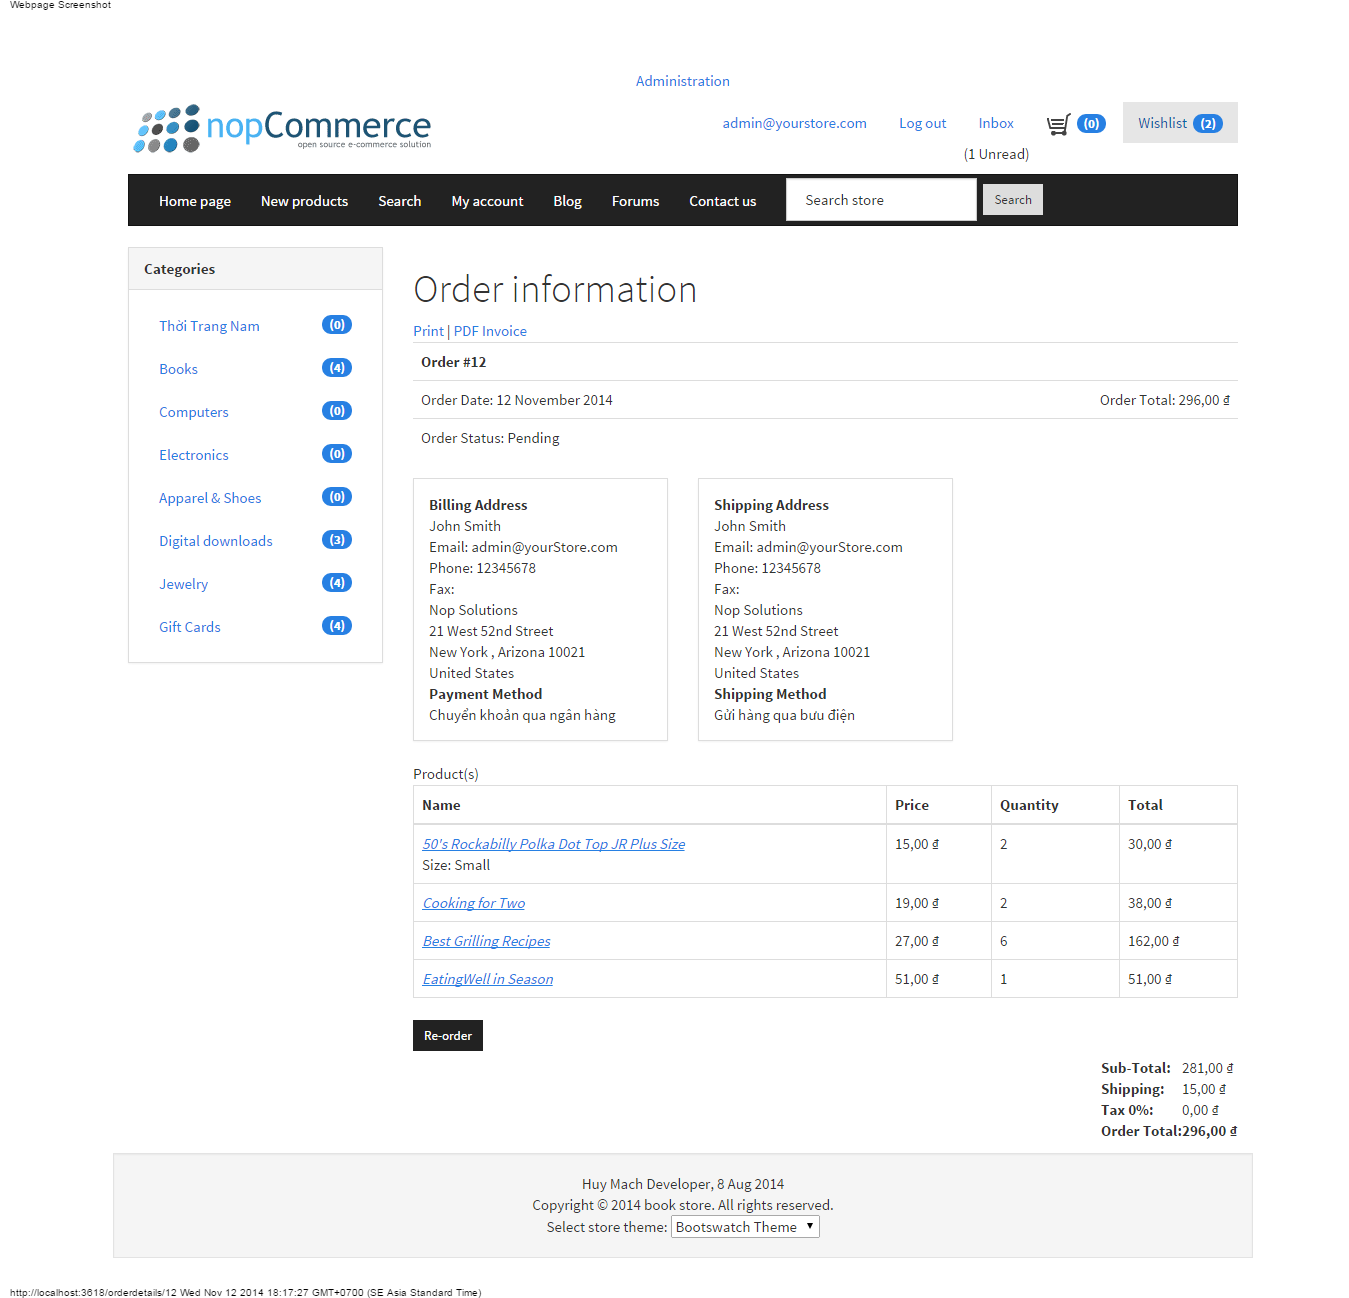 Webpage Screenshot
Administration
nopCommerce
open source e-commerce solution
admin@yourstore.com Log out Inbox (0) Wishlist (2)
(1 Unread)
Home page New products Search My account Blog Forums Contact us Search store Search
Categories
Thời Trang Nam (0)
Books (4)
Computers (0)
Electronics (0)
Apparel & Shoes (0)
Digital downloads (3)
Jewelry (4)
Gift Cards (4)
Order information
Print | PDF Invoice
Order #12
Order Date: 12 November 2014 Order Total: 296,00 ₫
Order Status: Pending
Billing Address
John Smith
Email: admin@yourStore.com
Phone: 12345678
Fax:
Nop Solutions
21 West 52nd Street
New York , Arizona 10021
United States
Payment Method
Chuyển khoản qua ngân hàng
Shipping Address
John Smith
Email: admin@yourStore.com
Phone: 12345678
Fax:
Nop Solutions
21 West 52nd Street
New York , Arizona 10021
United States
Shipping Method
Gửi hàng qua bưu điện
Product(s)
Name Price Quantity Total
50's Rockabilly Polka Dot Top JR Plus Size 15,00 ₫ 2 30,00 ₫
Size: Small
Cooking for Two 19,00 ₫ 2 38,00 ₫
Best Grilling Recipes 27,00 ₫ 6 162,00 ₫
EatingWell in Season 51,00 ₫ 1 51,00 ₫
Re-order
Sub-Total: 281,00 ₫
Shipping: 15,00 ₫
Tax 0%: 0,00 ₫
Order Total:296,00 ₫
Huy Mach Developer, 8 Aug 2014
Copyright © 2014 book store. All rights reserved.
Select store theme: Bootswatch Theme
http://localhost:3618/orderdetails/12 Wed Nov 12 2014 18:17:27 GMT+0700 (SE Asia Standard Time)